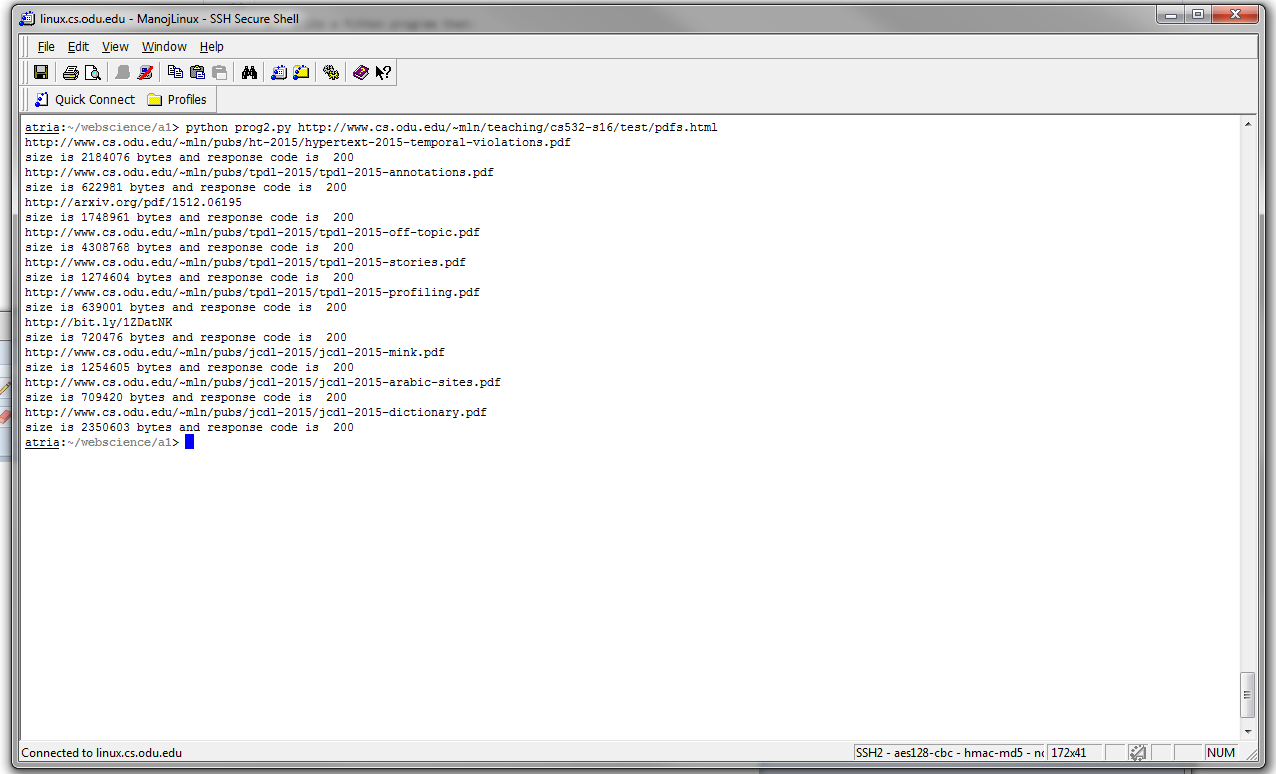 linux.cs.odu.edu - ManojLinux - SSH Secure Shell
File Edit View Window Help
Quick Connect Profiles
atria:~/webscience/a1> python prog2.py http://www.cs.odu.edu/~mln/teaching/cs532-s16/test/pdfs.html
http://www.cs.odu.edu/~mln/pubs/ht-2015/hypertext-2015-temporal-violations.pdf
size is 2184076 bytes and response code is  200
http://www.cs.odu.edu/~mln/pubs/tpdl-2015/tpdl-2015-annotations.pdf
size is 622981 bytes and response code is  200
http://arxiv.org/pdf/1512.06195
size is 1748961 bytes and response code is  200
http://www.cs.odu.edu/~mln/pubs/tpdl-2015/tpdl-2015-off-topic.pdf
size is 4308768 bytes and response code is  200
http://www.cs.odu.edu/~mln/pubs/tpdl-2015/tpdl-2015-stories.pdf
size is 1274604 bytes and response code is  200
http://www.cs.odu.edu/~mln/pubs/tpdl-2015/tpdl-2015-profiling.pdf
size is 639001 bytes and response code is  200
http://bit.ly/1ZDatNK
size is 720476 bytes and response code is  200
http://www.cs.odu.edu/~mln/pubs/jcdl-2015/jcdl-2015-mink.pdf
size is 1254605 bytes and response code is  200
http://www.cs.odu.edu/~mln/pubs/jcdl-2015/jcdl-2015-arabic-sites.pdf
size is 709420 bytes and response code is  200
http://www.cs.odu.edu/~mln/pubs/jcdl-2015/jcdl-2015-dictionary.pdf
size is 2350603 bytes and response code is  200
atria:~/webscience/a1>
Connected to linux.cs.odu.edu SSH2 - aes128-cbc - hmac-md5 - 172x41 NUM